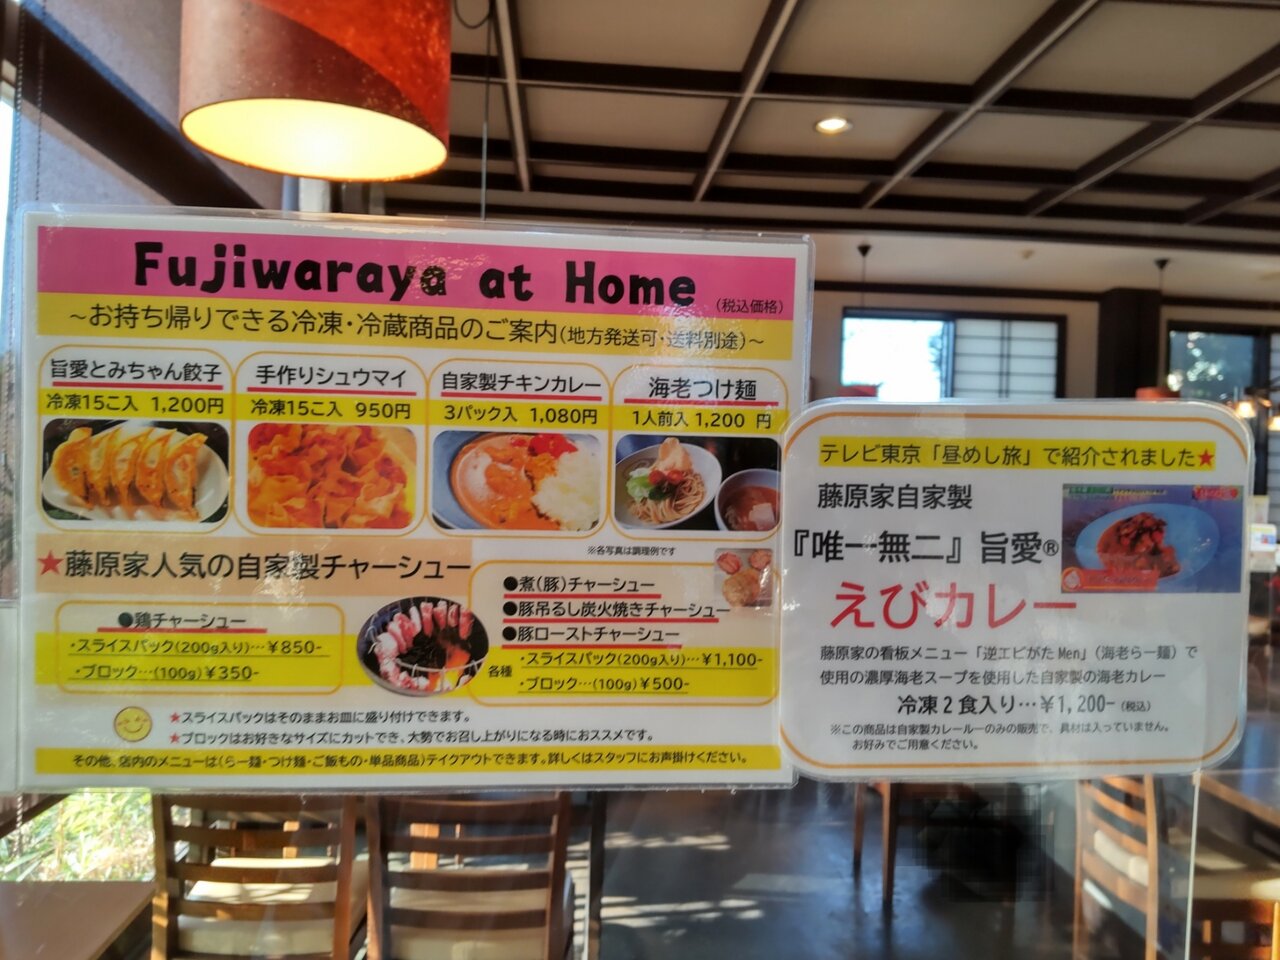 Fujiwaraya at Home
(税込価格)
～お持ち帰りできる冷凍・冷蔵商品のご案内(地方発送可・送料別途)～
旨愛とみちゃん餃子
冷凍15こ入 1,200円
手作りシュウマイ
冷凍15こ入 950円
自家製チキンカレー
3パック入 1,080円
海老つけ麺
1人前入 1,200 円
※各写真は調理例です
★藤原家人気の自家製チャーシュー
●鶏チャーシュー
・スライスパック(200g入り)…￥850-
・ブロック…(100g)￥350-
●煮(豚)チャーシュー
●豚吊るし炭火焼きチャーシュー
●豚ローストチャーシュー
各種
・スライスパック(200g入り)…￥1,100-
・ブロック…(100g)￥500-
★スライスパックはそのままお皿に盛り付けできます。
★ブロックはお好きなサイズにカットでき、大勢でお召し上がりになる時におススメです。
その他、店内のメニューは(らー麺・つけ麺・ご飯もの・単品商品)テイクアウトできます。詳しくはスタッフにお声掛けください。
テレビ東京「昼めし旅」で紹介されました★
藤原家自家製
『唯一無二』旨愛®
えびカレー
藤原家の看板メニュー「逆エビがた Men」(海老らー麺)で
使用の濃厚海老スープを使用した自家製の海老カレー
冷凍2食入り…￥1,200-(税込)
※この商品は自家製カレールーのみの販売で、具材は入っていません。
お好みでご用意ください。